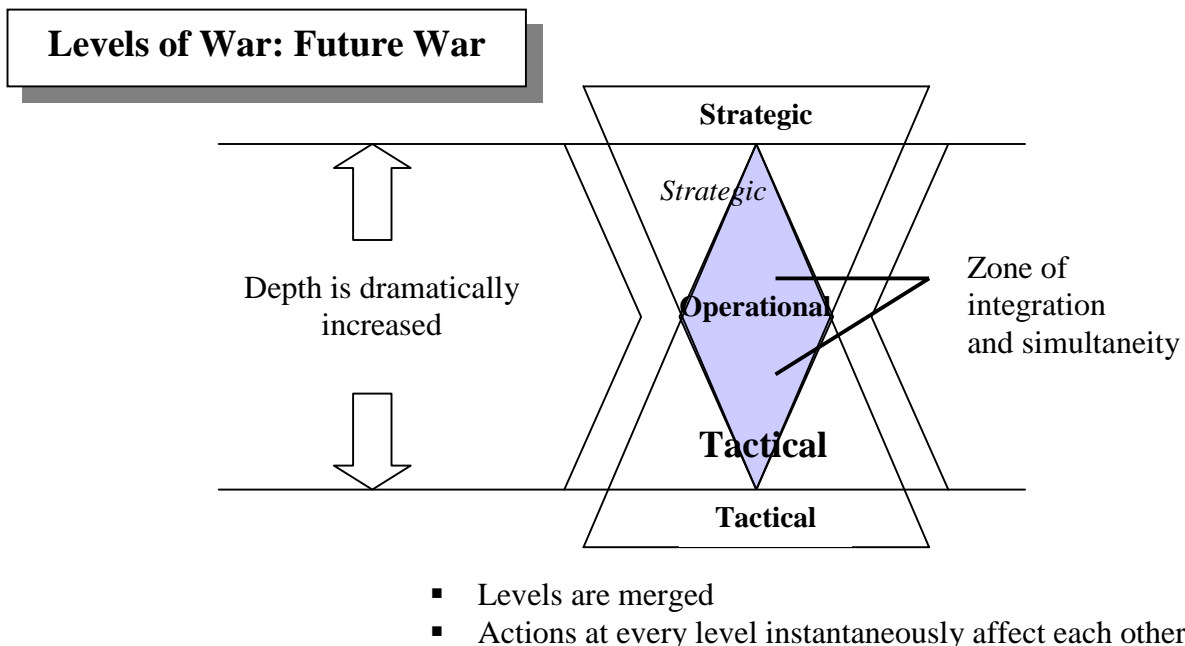 Levels of War: Future War
Strategic
Strategic
Depth is dramatically
increased
Operational
Zone of
integration
and simultaneity
Tactical
Tactical
▪ Levels are merged
▪ Actions at every level instantaneously affect each other